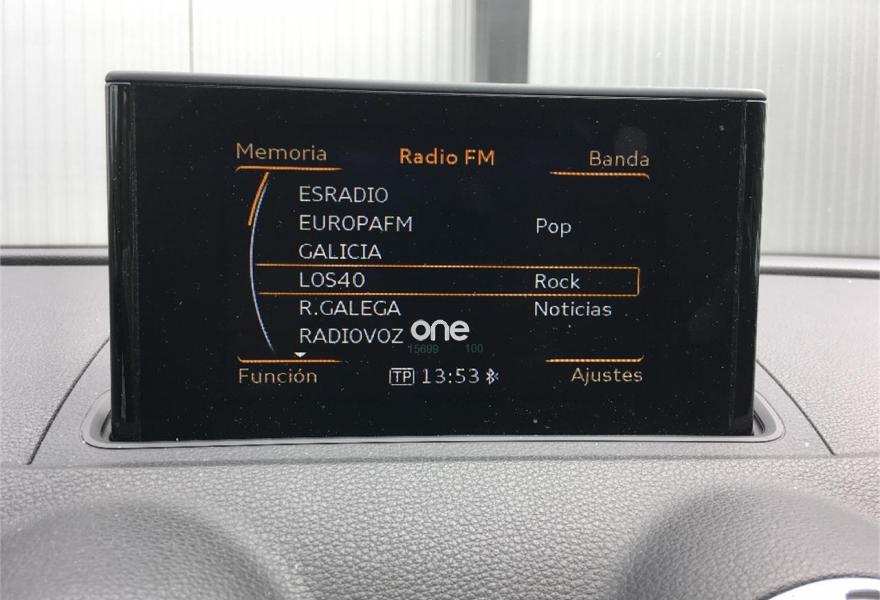 Memoria Radio FM Banda
ESRADIO
EUROPAFM Pop
GALICIA
LOS40 Rock
R.GALEGA Noticias
RADIOVOZ one
15699 100
Función TP 13:53 Ajustes